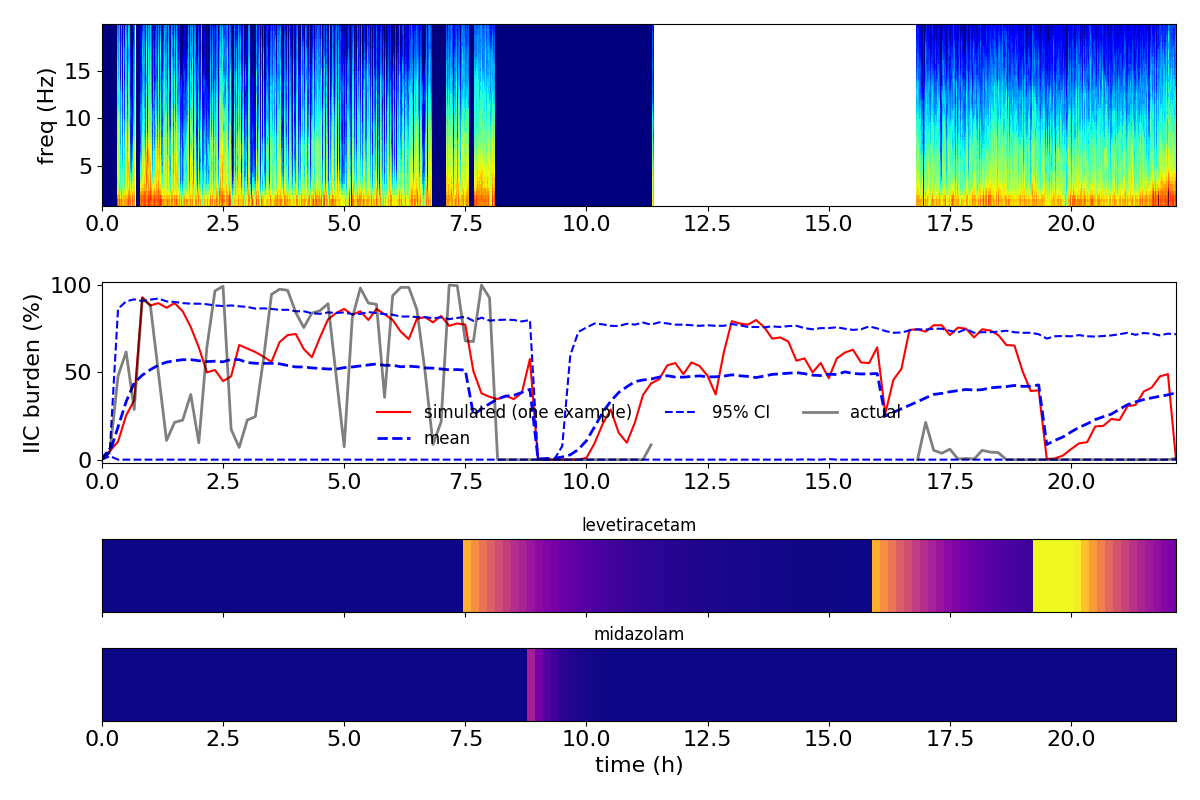 15
10
5
freq (Hz)
0.0 2.5 5.0 7.5 10.0 12.5 15.0 17.5 20.0
100
50
0
IIC burden (%)
simulated (one example) 95% CI actual
mean
0.0 2.5 5.0 7.5 10.0 12.5 15.0 17.5 20.0
levetiracetam
midazolam
0.0 2.5 5.0 7.5 10.0 12.5 15.0 17.5 20.0
time (h)